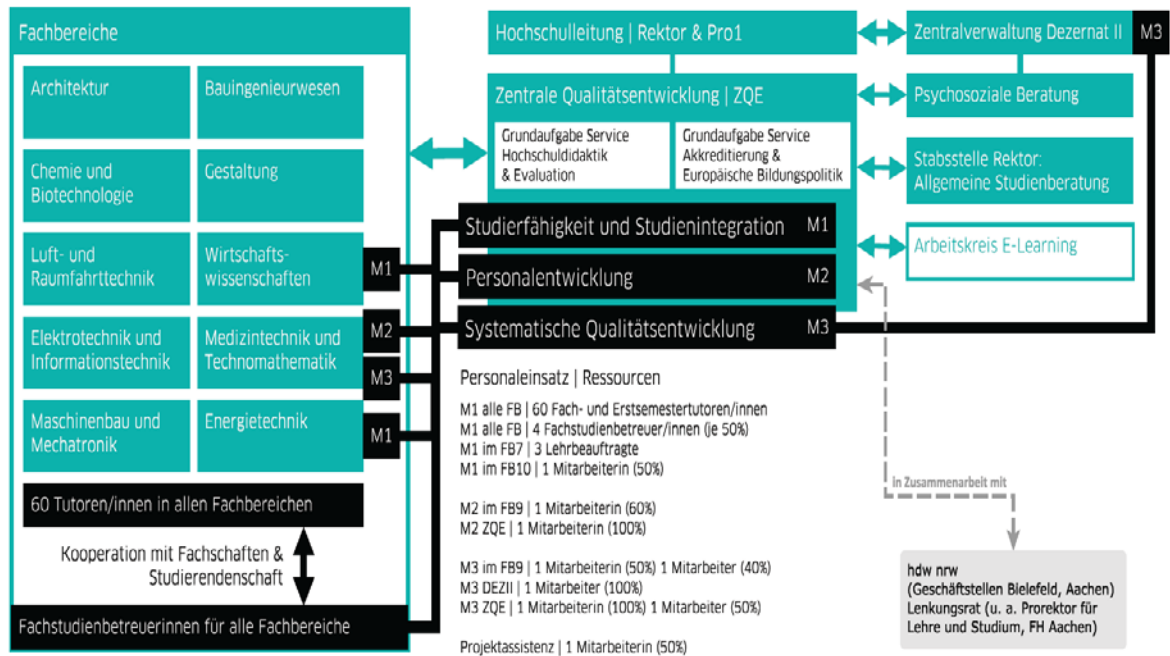 Fachbereiche
Architektur
Bauingenieurwesen
Chemie und
Biotechnologie
Gestaltung
Luft- und
Raumfahrttechnik
Wirtschafts-
wissenschaften
M1
Elektrotechnik und
Informationstechnik
Medizintechnik und
Technomathematik
M2
M3
Maschinenbau und
Mechatronik
Energietechnik
M1
60 Tutoren/innen in allen Fachbereichen
Kooperation mit Fachschaften &
Studierendenschaft
Fachstudienbetreuerinnen für alle Fachbereiche
Hochschulleitung | Rektor & Pro1
Zentrale Qualitätsentwicklung | ZQE
Grundaufgabe Service
Hochschuldidaktik
& Evaluation
Grundaufgabe Service
Akkreditierung &
Europäische Bildungspolitik
Studierfähigkeit und Studienintegration M1
Personalentwicklung M2
Systematische Qualitätsentwicklung M3
Personaleinsatz | Ressourcen
M1 alle FB | 60 Fach- und Erstsemestertutoren/innen
M1 alle FB | 4 Fachstudienbetreuer/innen (je 50%)
M1 im FB7 | 3 Lehrbeauftragte
M1 im FB10 | 1 Mitarbeiterin (50%)
M2 im FB9 | 1 Mitarbeiterin (60%)
M2 ZQE | 1 Mitarbeiterin (100%)
M3 im FB9 | 1 Mitarbeiterin (50%) 1 Mitarbeiter (40%)
M3 DEZII | 1 Mitarbeiter (100%)
M3 ZQE | 1 Mitarbeiterin (100%) 1 Mitarbeiter (50%)
Projektassistenz | 1 Mitarbeiterin (50%)
Zentralverwaltung Dezernat II
M3
Psychosoziale Beratung
Stabsstelle Rektor:
Allgemeine Studienberatung
Arbeitskreis E-Learning
in Zusammenarbeit mit
hdw nrw
(Geschäftstellen Bielefeld, Aachen)
Lenkungsrat (u. a. Prorektor für
Lehre und Studium, FH Aachen)